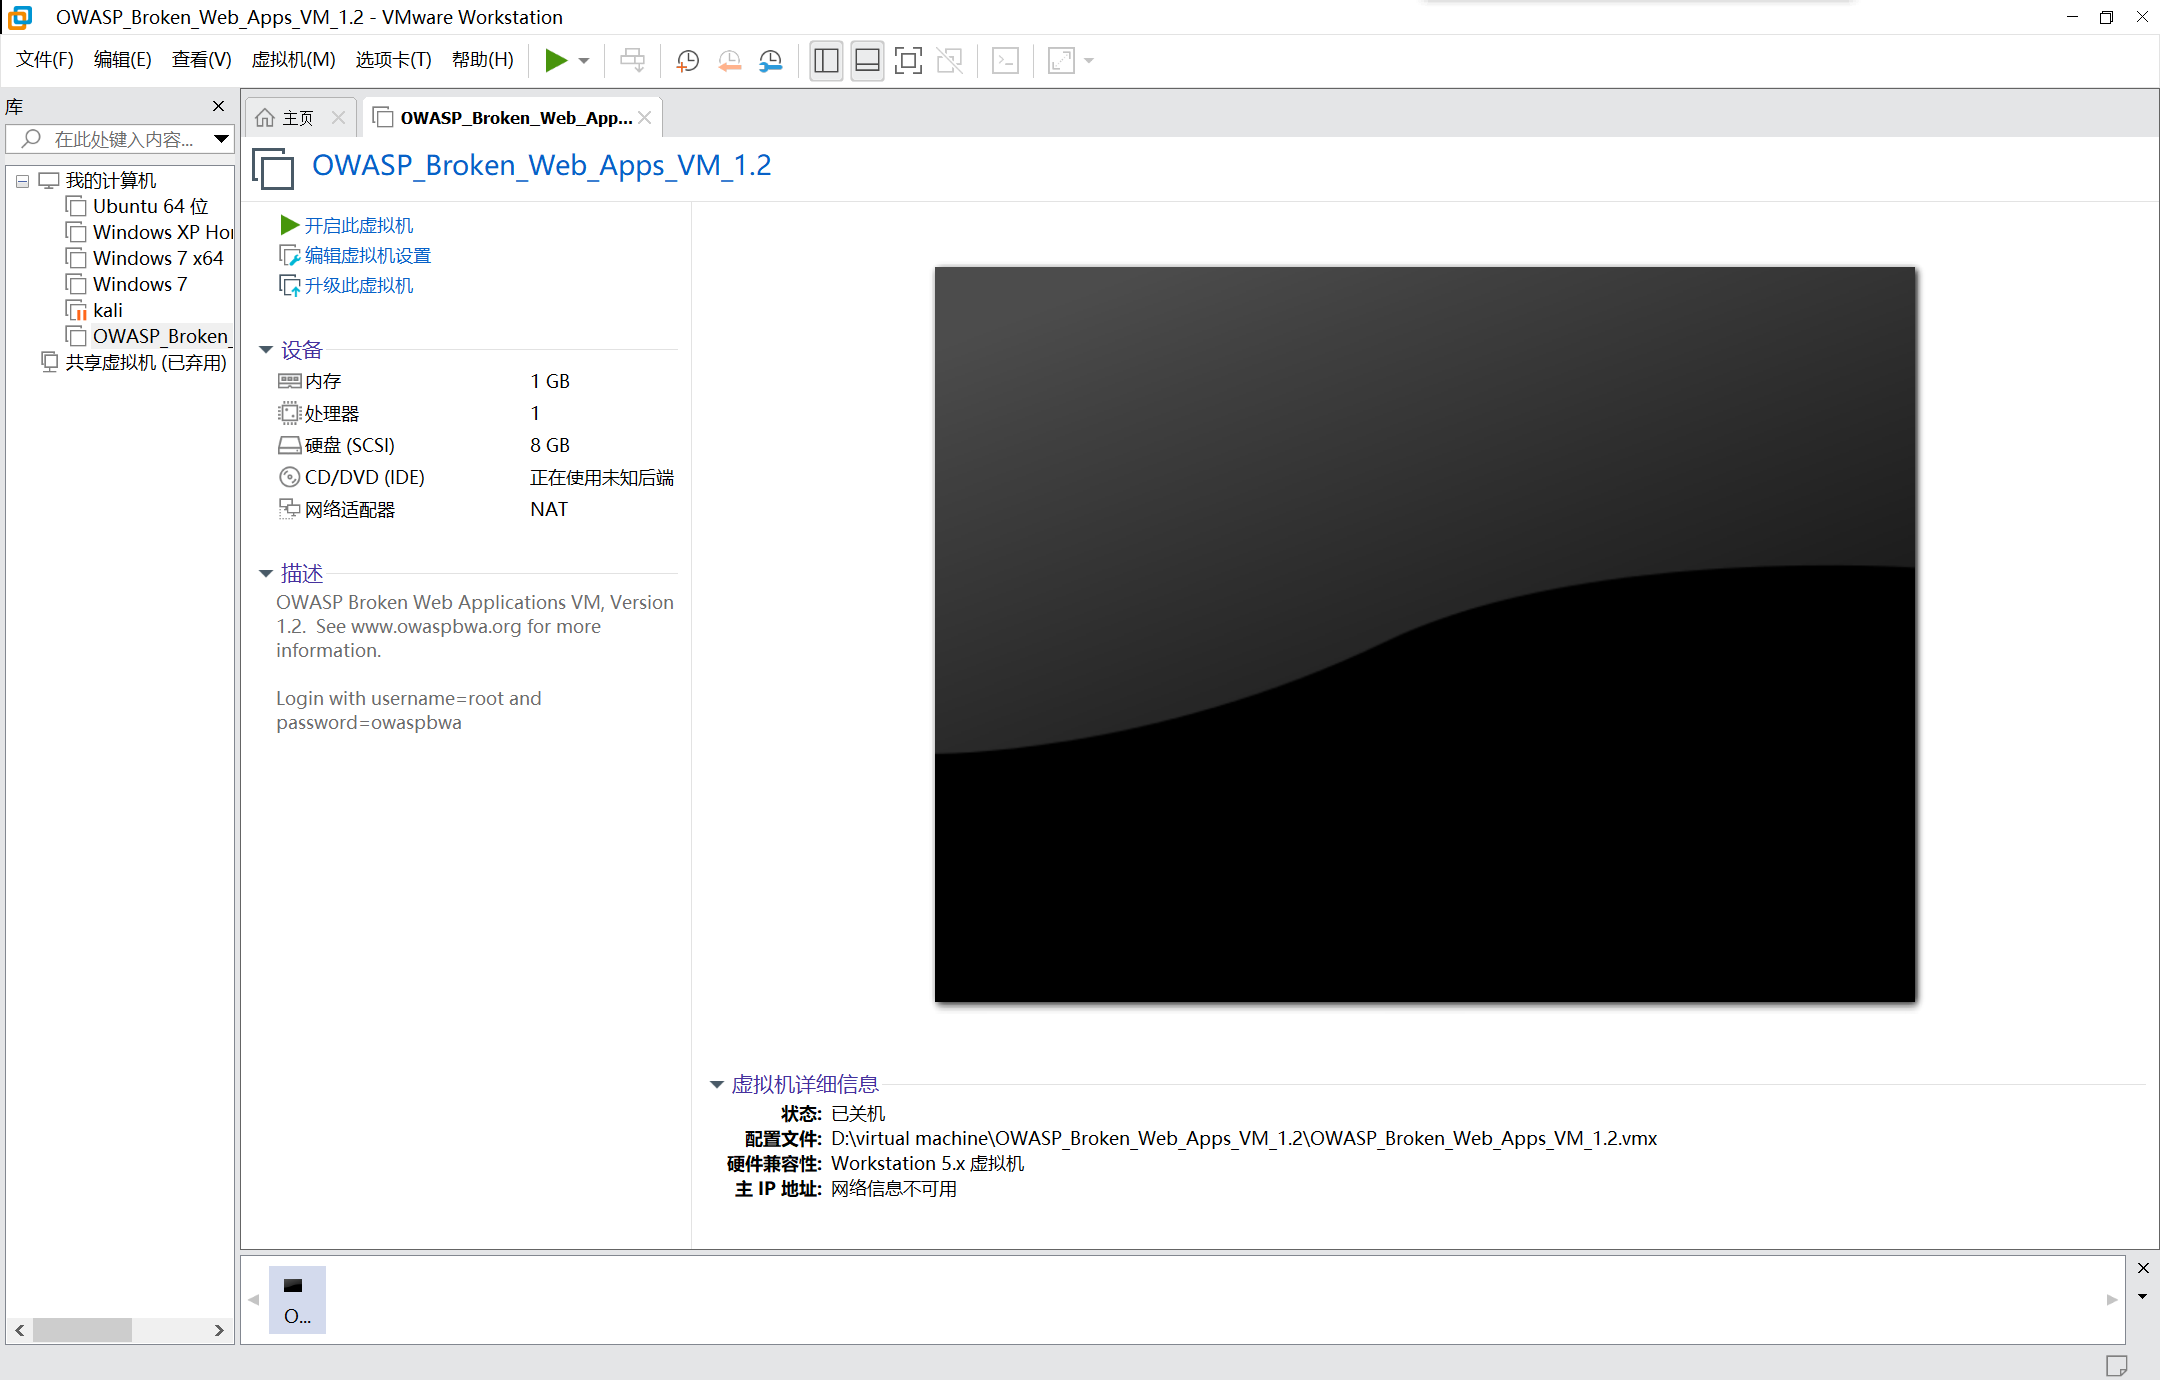 OWASP_Broken_Web_Apps_VM_1.2 - VMware Workstation
文件(F) 编辑(E) 查看(V) 虚拟机(M) 选项卡(T) 帮助(H)
库
在此处键入内容...
我的计算机
Ubuntu 64 位
Windows XP Hor
Windows 7 x64
Windows 7
kali
OWASP_Broken_
共享虚拟机 (已弃用)
主页
OWASP_Broken_Web_App...
OWASP_Broken_Web_Apps_VM_1.2
开启此虚拟机
编辑虚拟机设置
升级此虚拟机
设备
内存 1 GB
处理器 1
硬盘 (SCSI) 8 GB
CD/DVD (IDE) 正在使用未知后端
网络适配器 NAT
描述
OWASP Broken Web Applications VM, Version
1.2.  See www.owaspbwa.org for more
information.
Login with username=root and
password=owaspbwa
虚拟机详细信息
状态: 已关机
配置文件: D:\virtual machine\OWASP_Broken_Web_Apps_VM_1.2\OWASP_Broken_Web_Apps_VM_1.2.vmx
硬件兼容性: Workstation 5.x 虚拟机
主 IP 地址: 网络信息不可用
O...